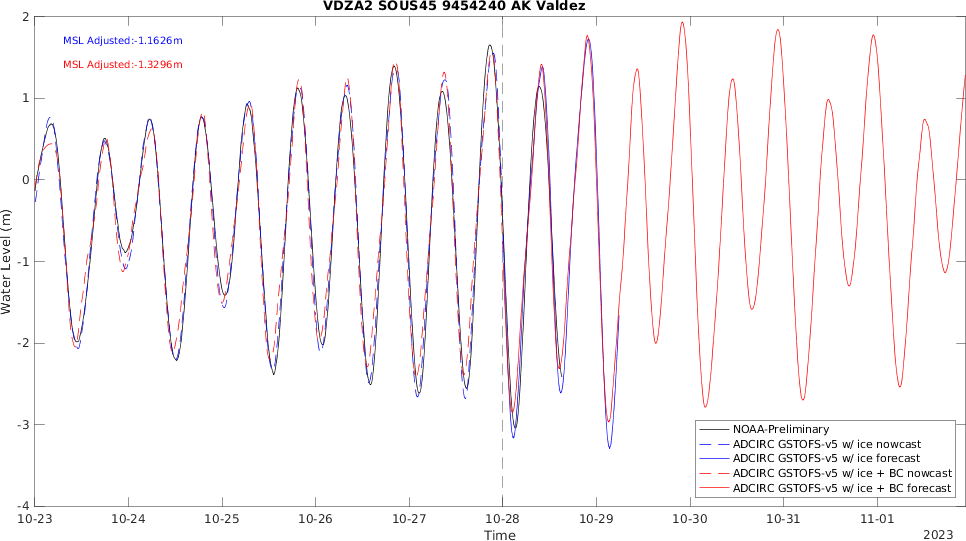 VDZA2 SOUS45 9454240 AK Valdez
MSL Adjusted:-1.1626m
MSL Adjusted:-1.3296m
2
1
0
-1
-2
-3
-4
Water Level (m)
NOAA-Preliminary
ADCIRC GSTOFS-v5 w/ ice nowcast
ADCIRC GSTOFS-v5 w/ ice forecast
ADCIRC GSTOFS-v5 w/ ice + BC nowcast
ADCIRC GSTOFS-v5 w/ ice + BC forecast
10-23 10-24 10-25 10-26 10-27 10-28 10-29 10-30 10-31 11-01
Time
2023